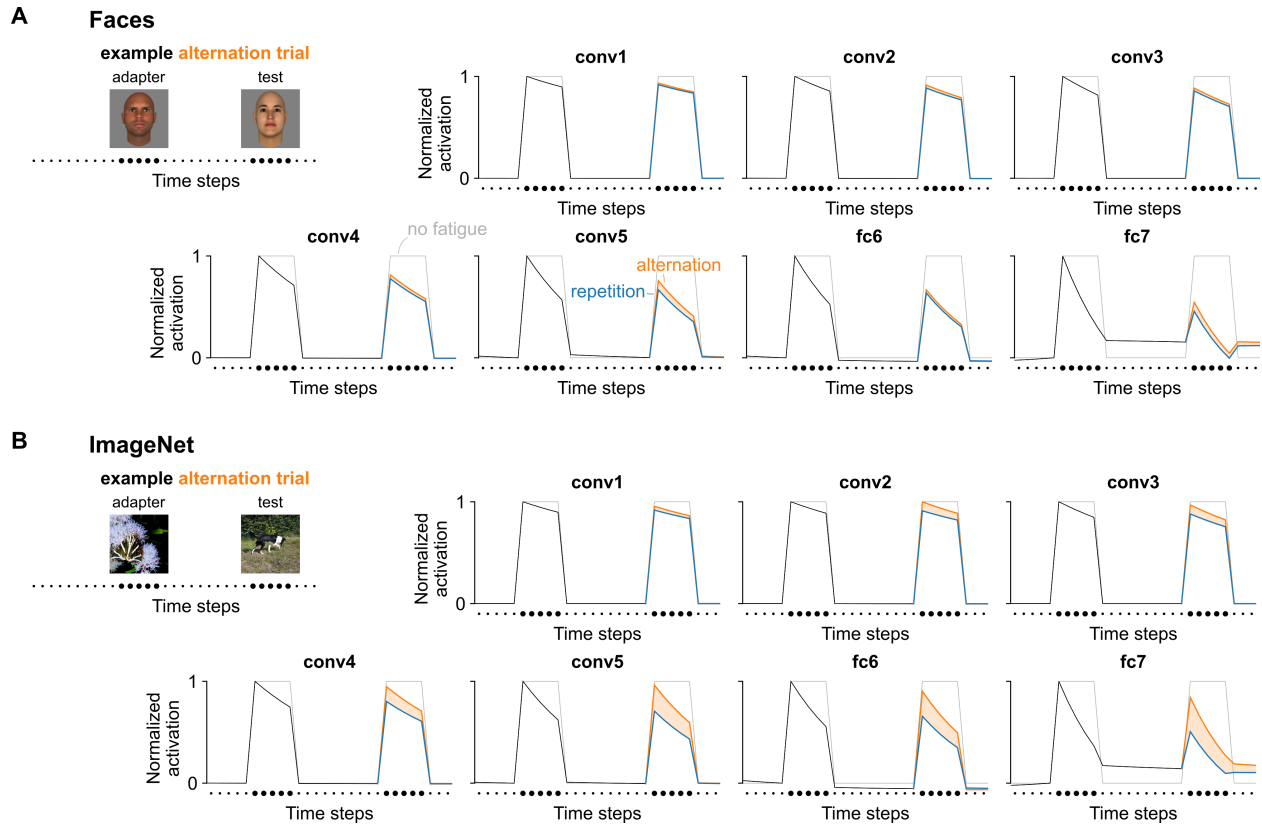 A
Faces
example alternation trial
adapter
test
Time steps
conv1
conv2
conv3
Normalized
activation
1
0
Time steps
Time steps
Time steps
conv4
no fatigue
conv5
fc6
fc7
Normalized
activation
1
0
alternation
repetition
Time steps
Time steps
Time steps
Time steps
B
ImageNet
example alternation trial
adapter
test
Time steps
conv1
conv2
conv3
Normalized
activation
1
0
Time steps
Time steps
Time steps
conv4
conv5
fc6
fc7
Normalized
activation
1
0
Time steps
Time steps
Time steps
Time steps